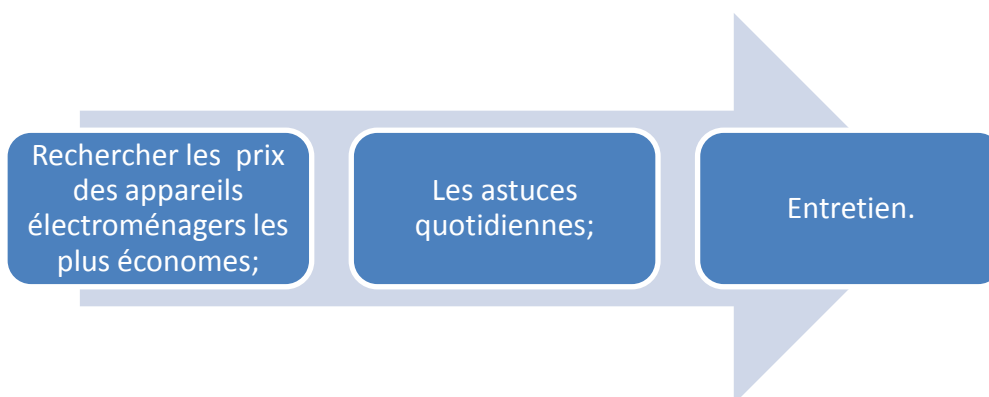 Rechercher les prix
des appareils
électroménagers les
plus économes;
Les astuces
quotidiennes;
Entretien.